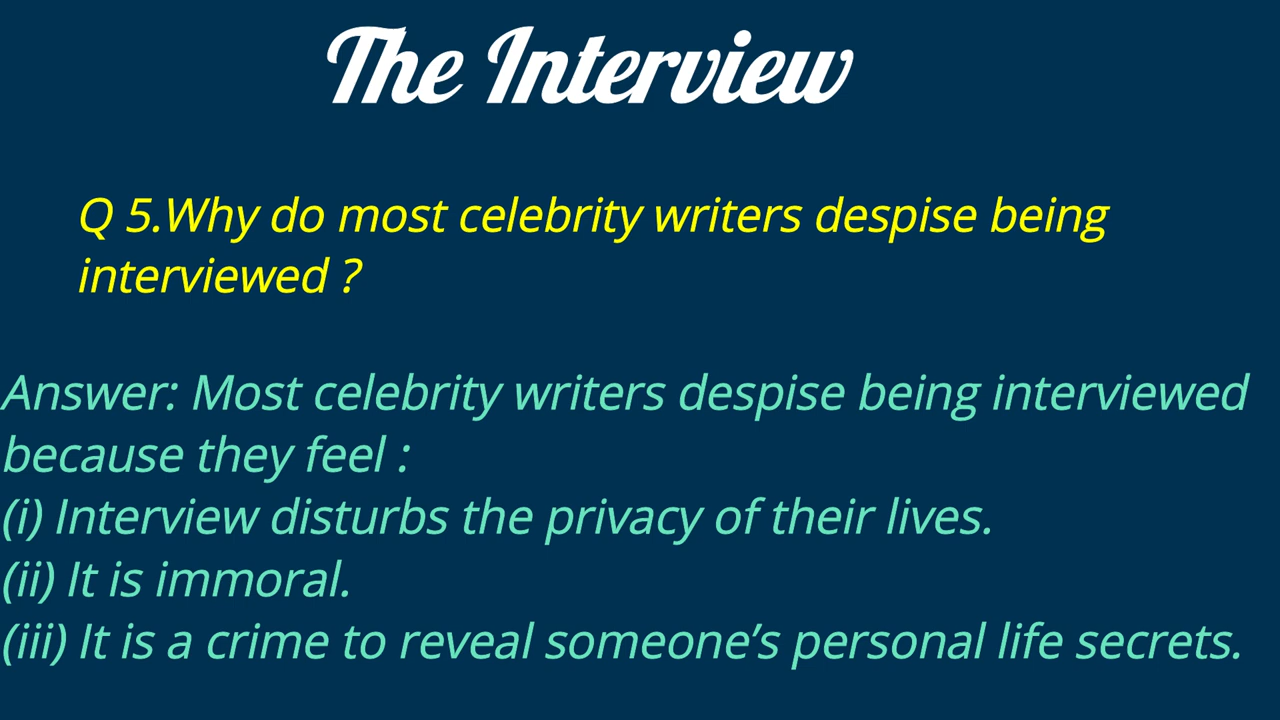 The Interview
Q 5.Why do most celebrity writers despise being
interviewed ?
Answer: Most celebrity writers despise being interviewed
because they feel :
(i) Interview disturbs the privacy of their lives.
(ii) It is immoral.
(iii) It is a crime to reveal someone’s personal life secrets.